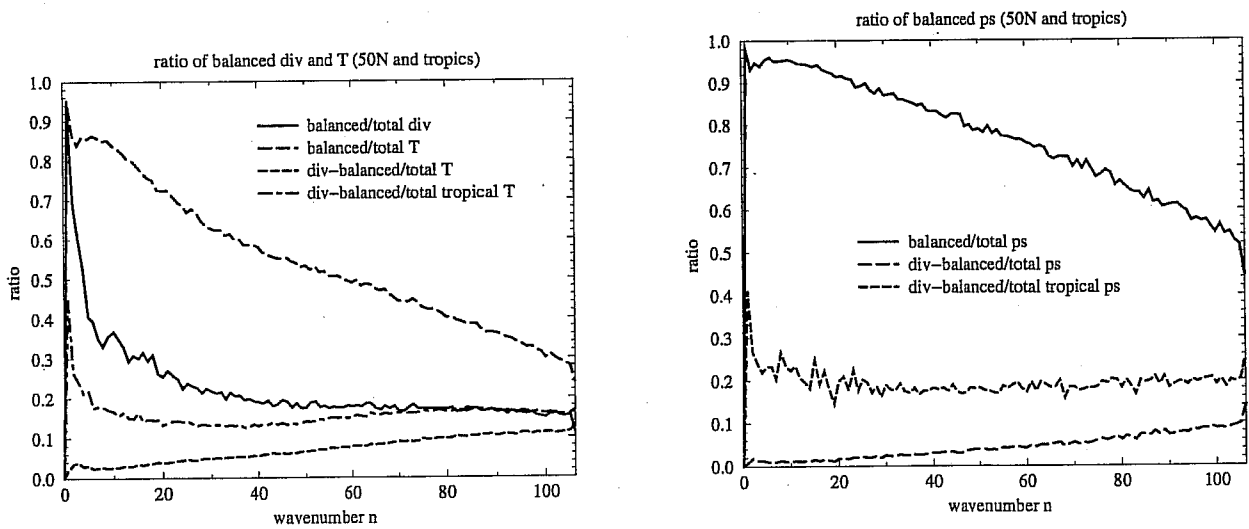 ratio of balanced div and T (50N and tropics)
1.0
0.9
0.8
0.7
0.6
0.5
0.4
0.3
0.2
0.1
0.0
ratio
balanced/total div
balanced/total T
div−balanced/total T
div−balanced/total tropical T
0
20
40
60
80
100
wavenumber n
ratio of balanced ps (50N and tropics)
1.0
0.9
0.8
0.7
0.6
0.5
0.4
0.3
0.2
0.1
0.0
ratio
balanced/total ps
div−balanced/total ps
div−balanced/total tropical ps
0
20
40
60
80
100
wavenumber n